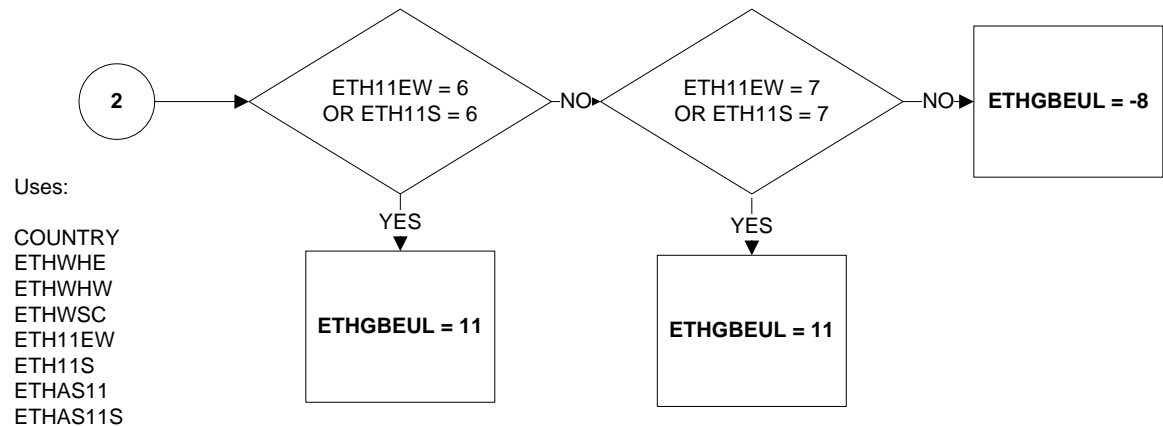 2
ETH11EW = 6
OR ETH11S = 6
NO
ETH11EW = 7
OR ETH11S = 7
NO
ETHGBEUL = -8
YES
YES
ETHGBEUL = 11
ETHGBEUL = 11
Uses:
COUNTRY
ETHWHE
ETHWHW
ETHWSC
ETH11EW
ETH11S
ETHAS11
ETHAS11S